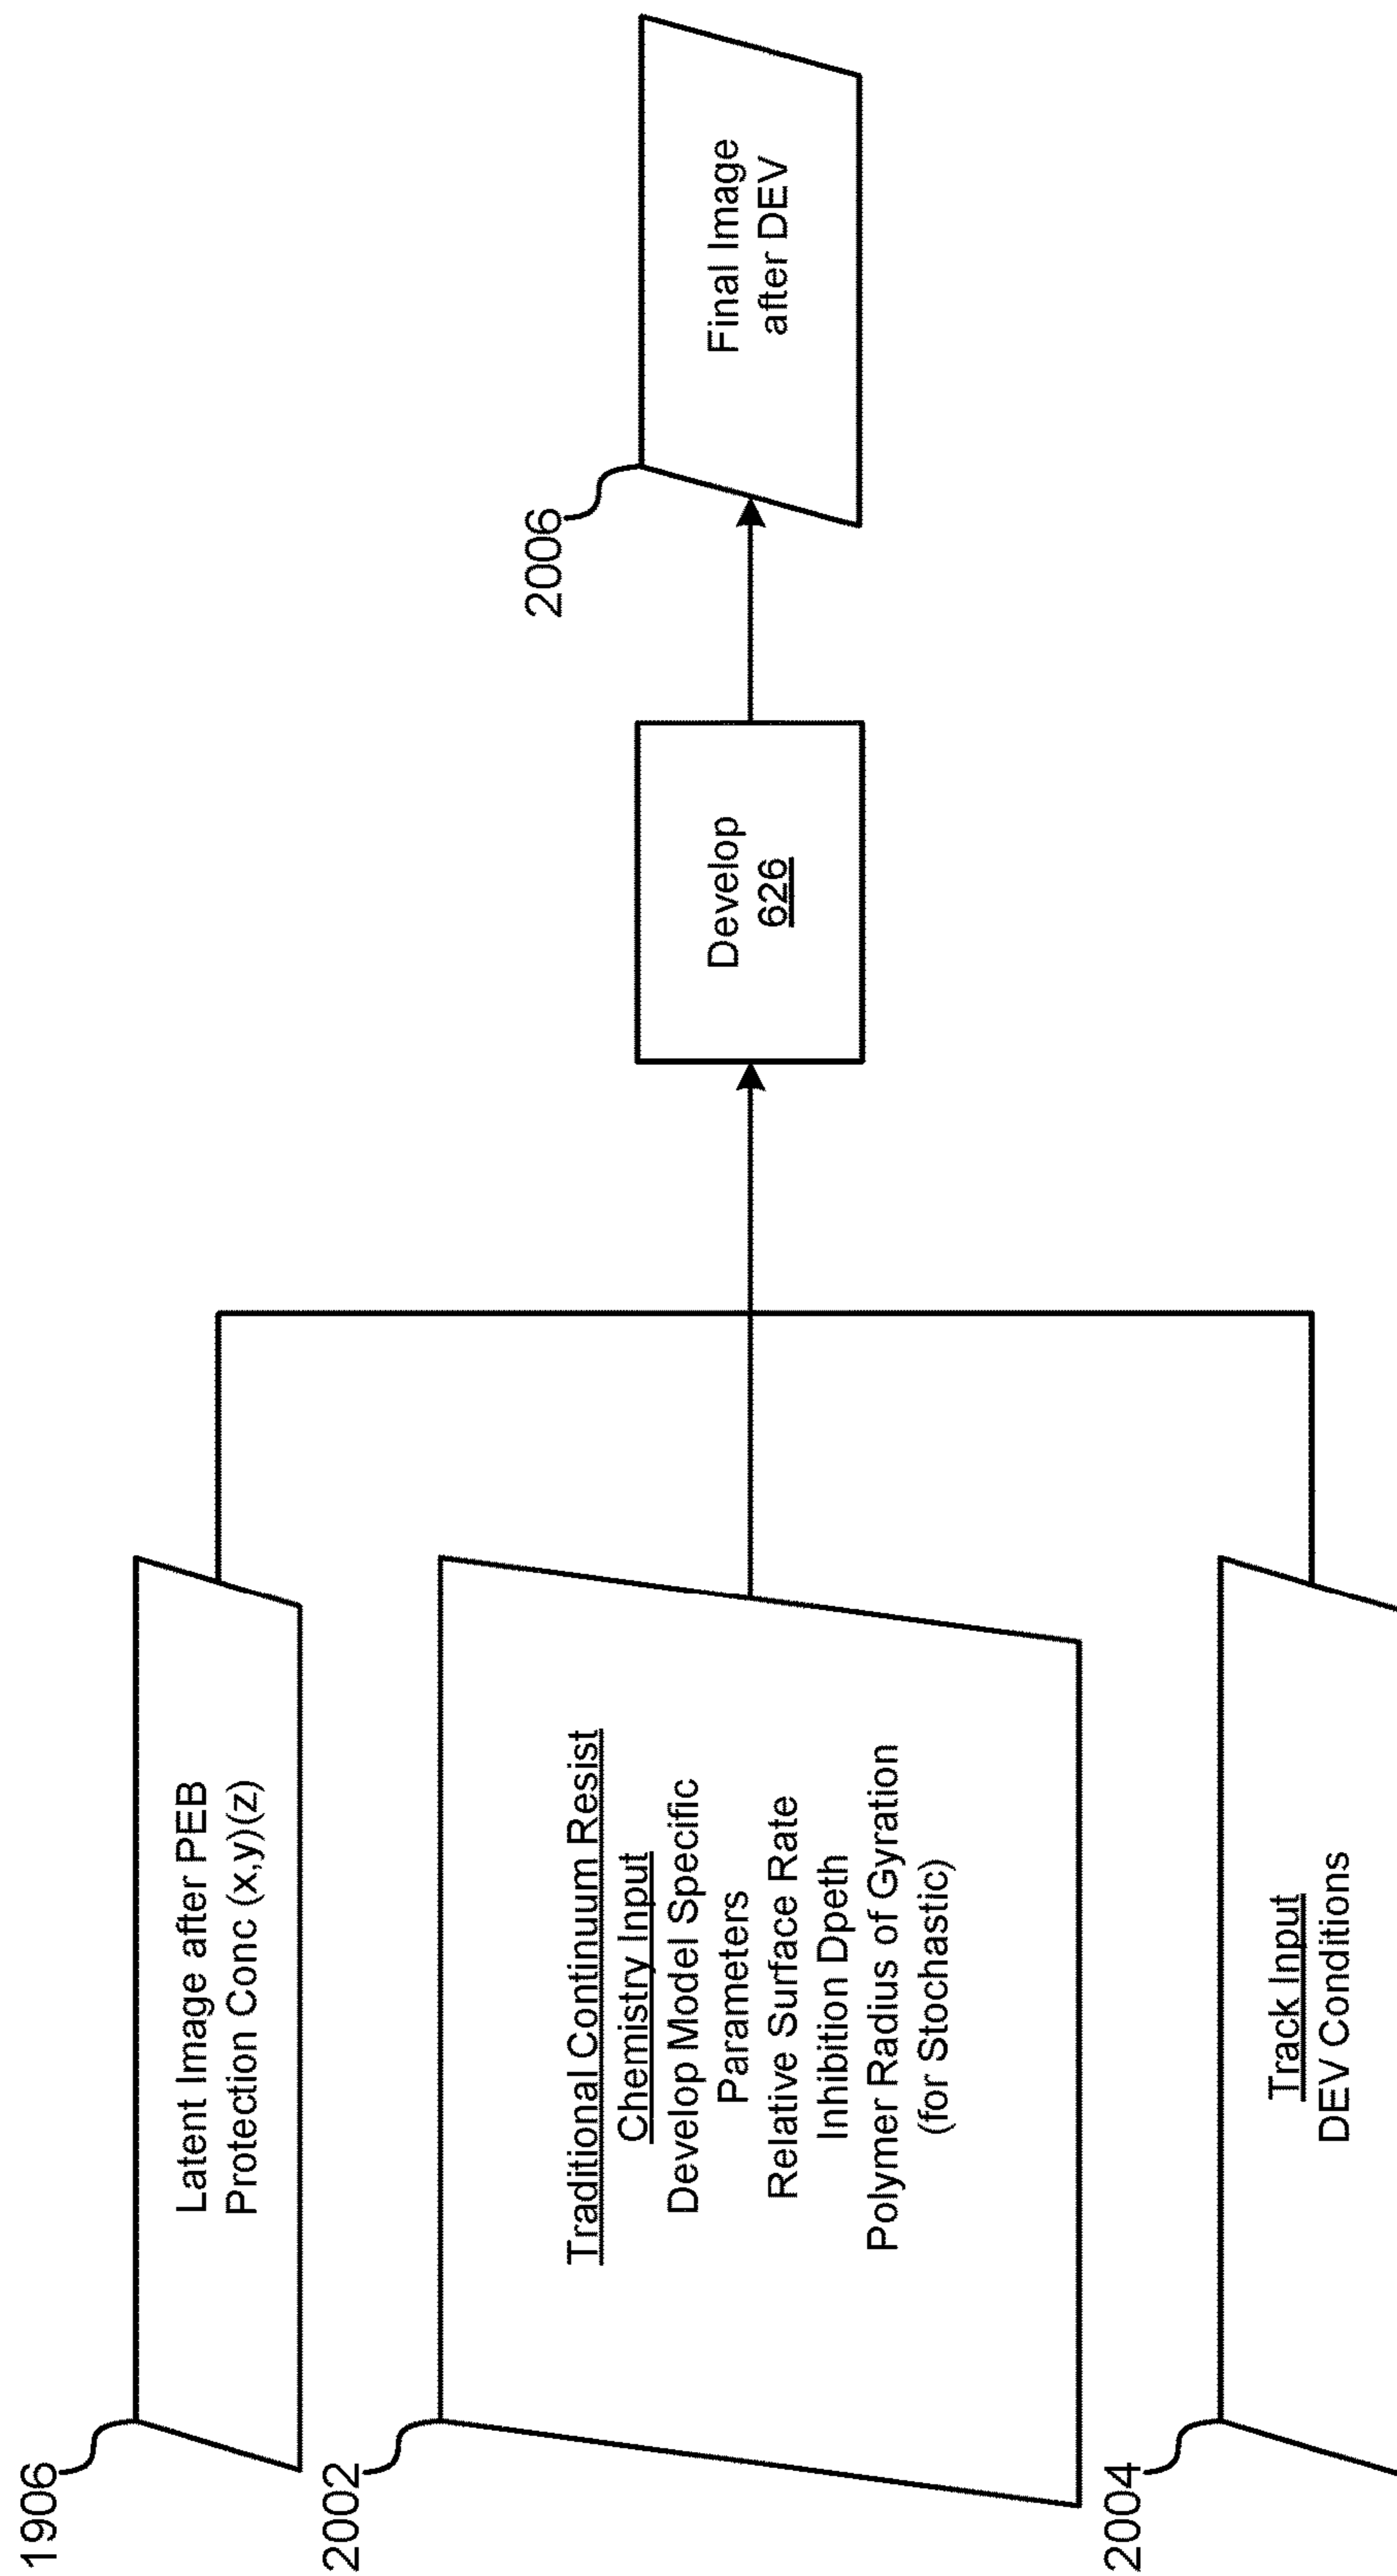 1906
Latent Image after PEB
Protection Conc (x,y)(z)
2002
Traditional Continuum Resist
Chemistry Input
Develop Model Specific
Parameters
Relative Surface Rate
Inhibition Dpeth
Polymer Radius of Gyration
(for Stochastic)
2004
Track Input
DEV Conditions
Develop
626
2006
Final Image
after DEV